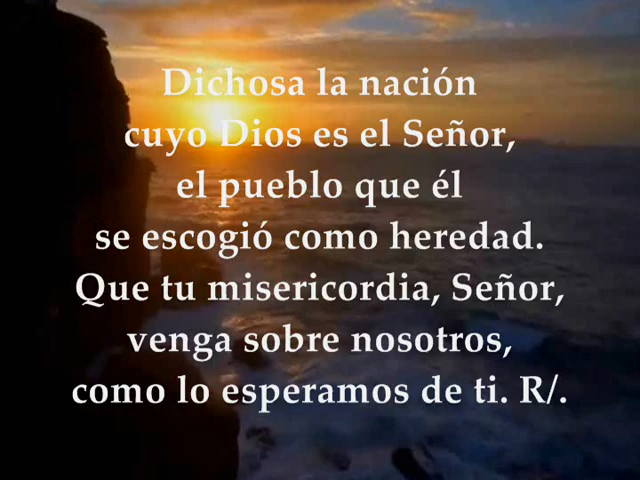 Dichosa la nación
cuyo Dios es el Señor,
el pueblo que él
se escogió como heredad.
Que tu misericordia, Señor,
venga sobre nosotros,
como lo esperamos de ti. R/.